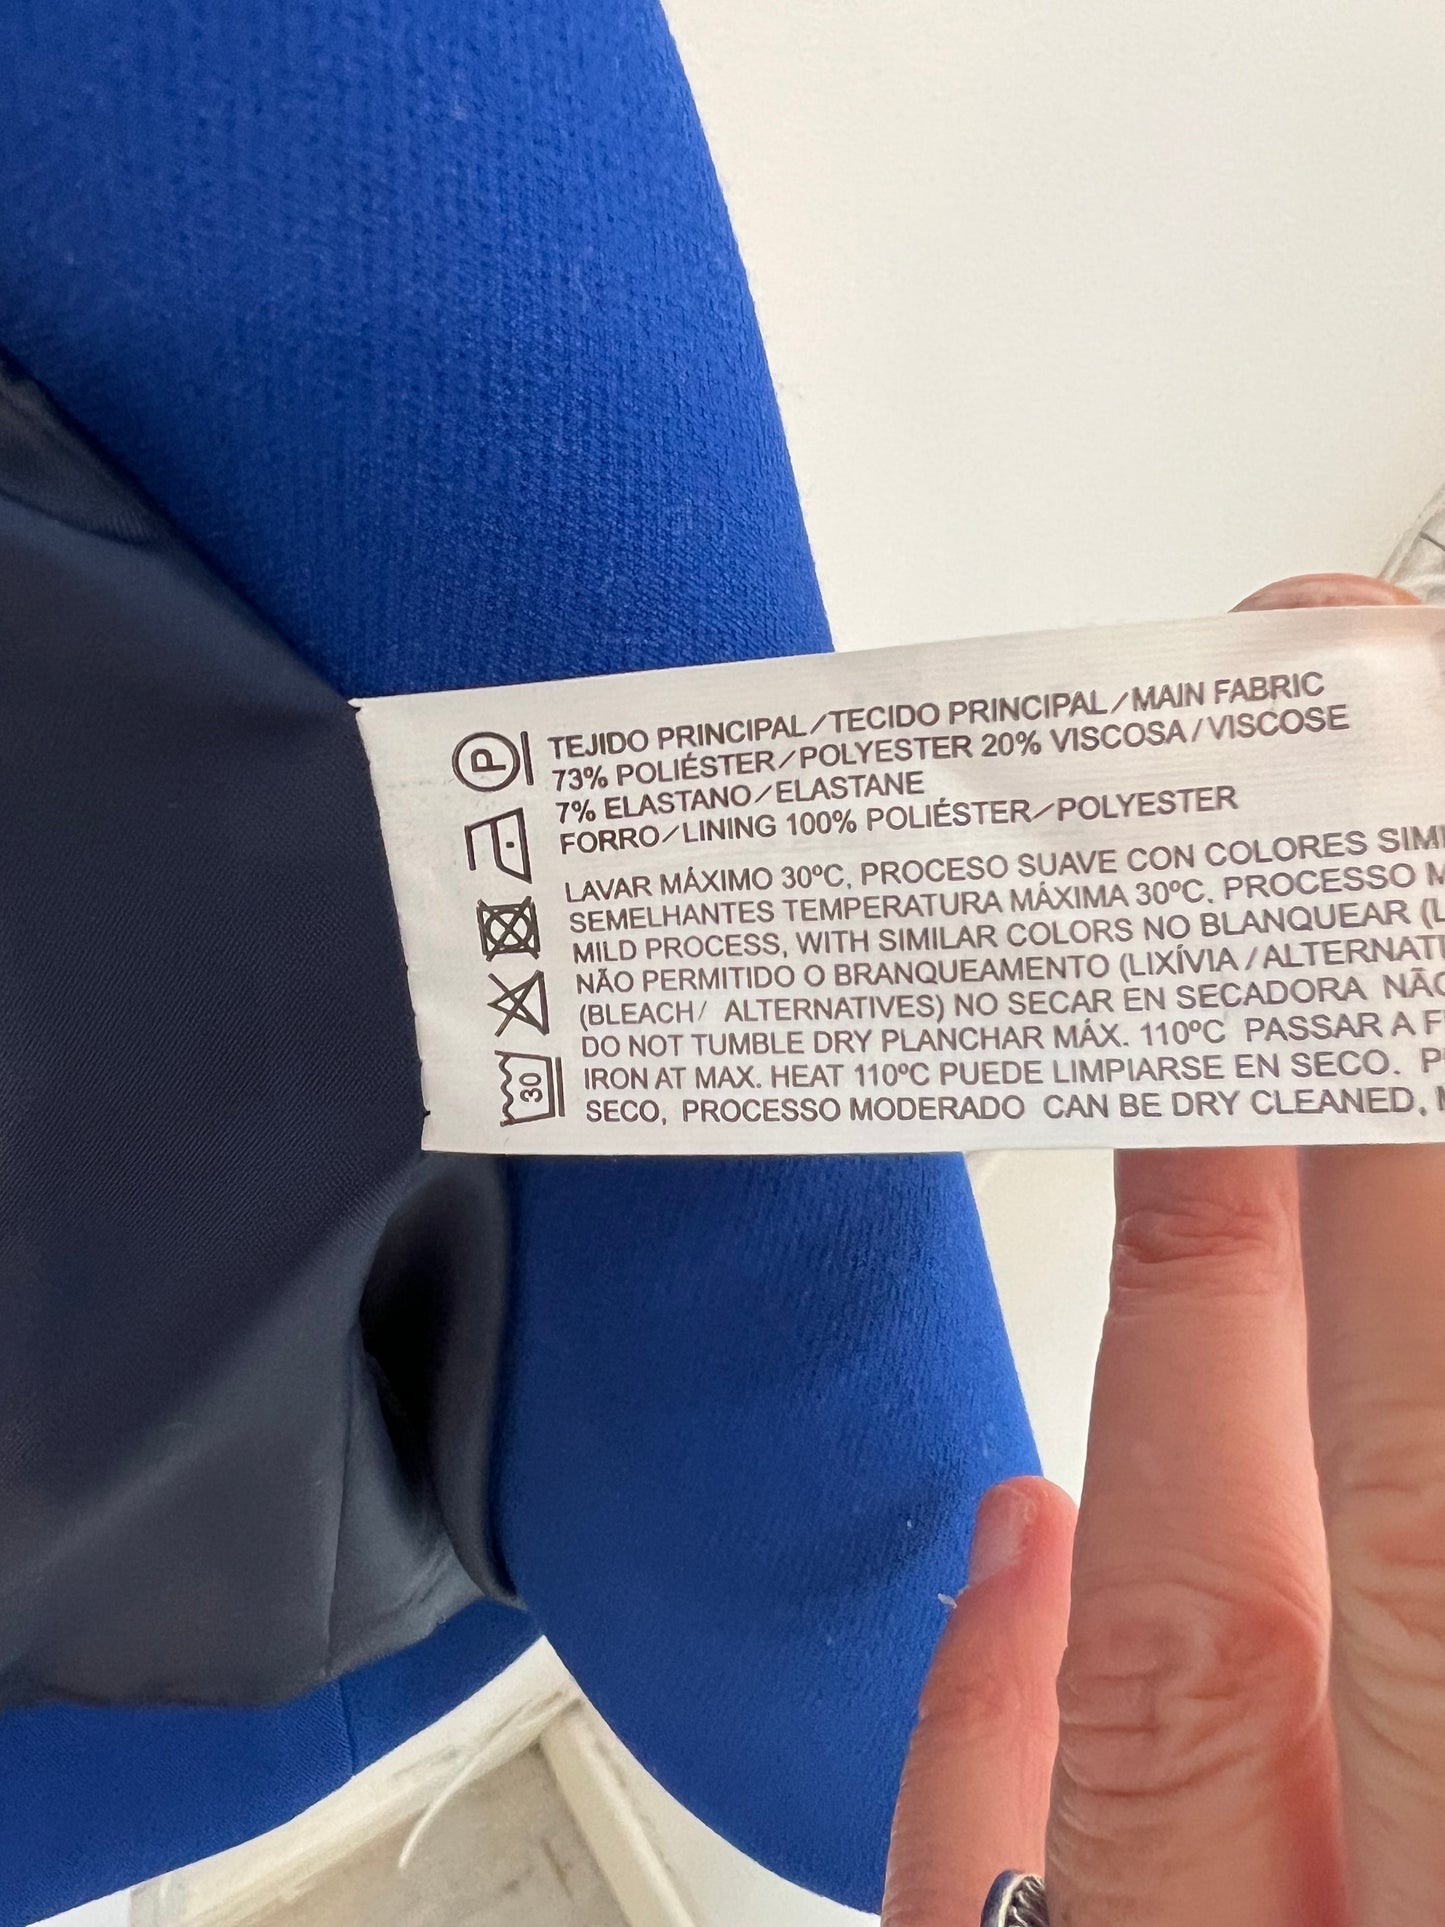 P
TEJIDO PRINCIPAL/TECIDO PRINCIPAL/MAIN FABRIC
73% POLIÉSTER/POLYESTER 20% VISCOSA/VISCOSE
7% ELASTANO/ELASTANE
FORRO/LINING 100% POLIÉSTER/POLYESTER
LAVAR MÁXIMO 30ºC, PROCESO SUAVE CON COLORES
SEMELHANTES TEMPERATURA MÁXIMA 30ºC. PROCESSO
MILD PROCESS, WITH SIMILAR COLORS NO BLANQUEAR
NÃO PERMITIDO O BRANQUEAMENTO (LIXÍVIA/
(BLEACH/ ALTERNATIVES) NO SECAR EN SECADORA
DO NOT TUMBLE DRY PLANCHAR MÁX. 110ºC PASSAR A
IRON AT MAX. HEAT 110ºC PUEDE LIMPIARSE EN SECO.
SECO, PROCESSO MODERADO CAN BE DRY CLEANED,
30